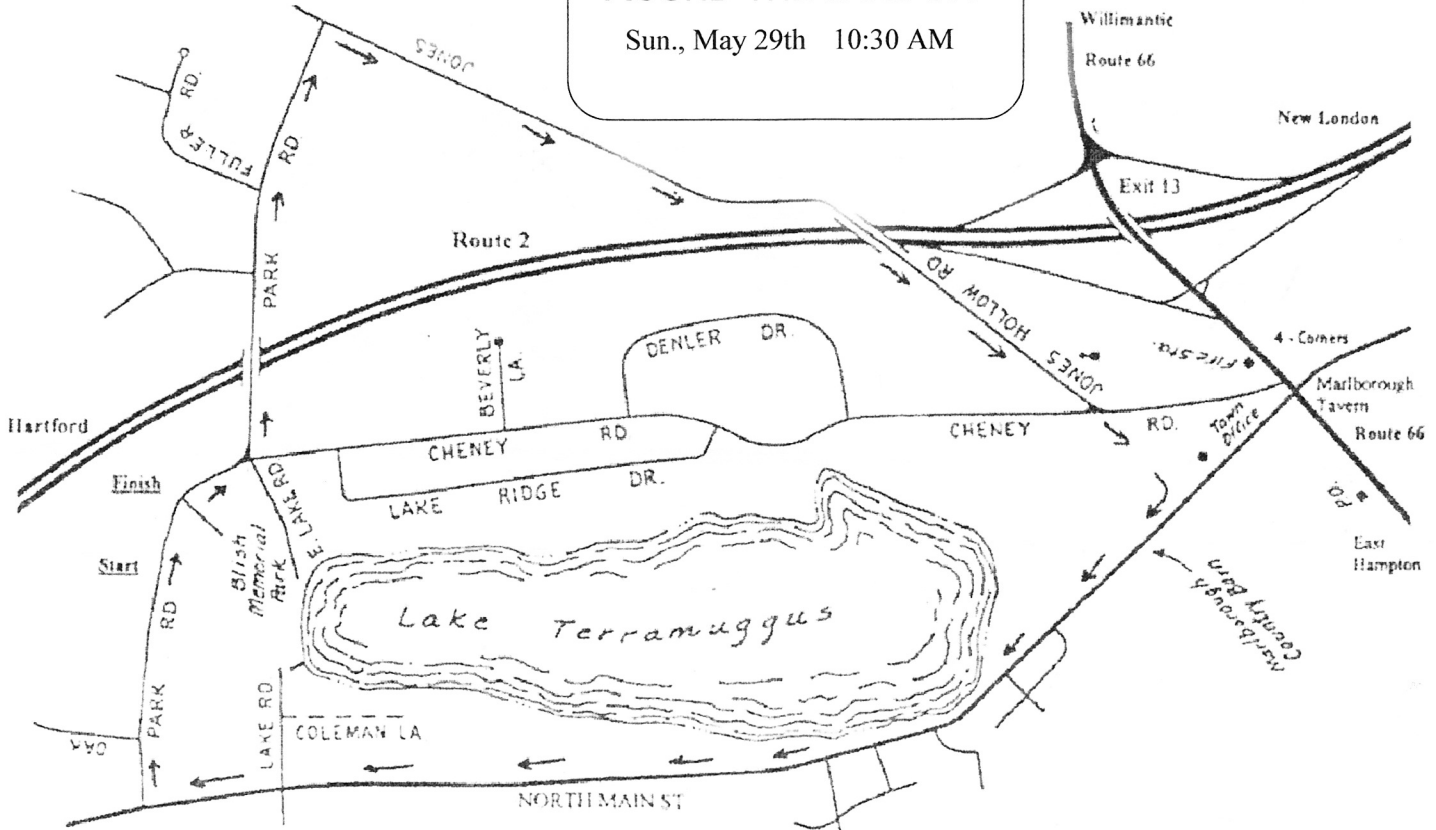 Sun., May 29th 10:30 AM
Willimantic
Route 66
New London
Exit 13
JONES
FULLER
RD.
RD
PARK
Route 2
JONES HOLLOW RD
BEVERLY
LA.
DENLER DR.
Fire Sta.
4 - Corners
Marlborough
Tavern
Route 66
Hartford
CHENEY RD
CHENEY RD.
Town
Office
LAKE RIDGE DR.
Finish
E. LAKE RD
P.O.
Start
Blish
Memorial
Park
East
Hampton
Marlborough
Country Barn
Lake Terramuggus
PARK RD
OAK
LAKE RD
COLEMAN LA
NORTH MAIN ST